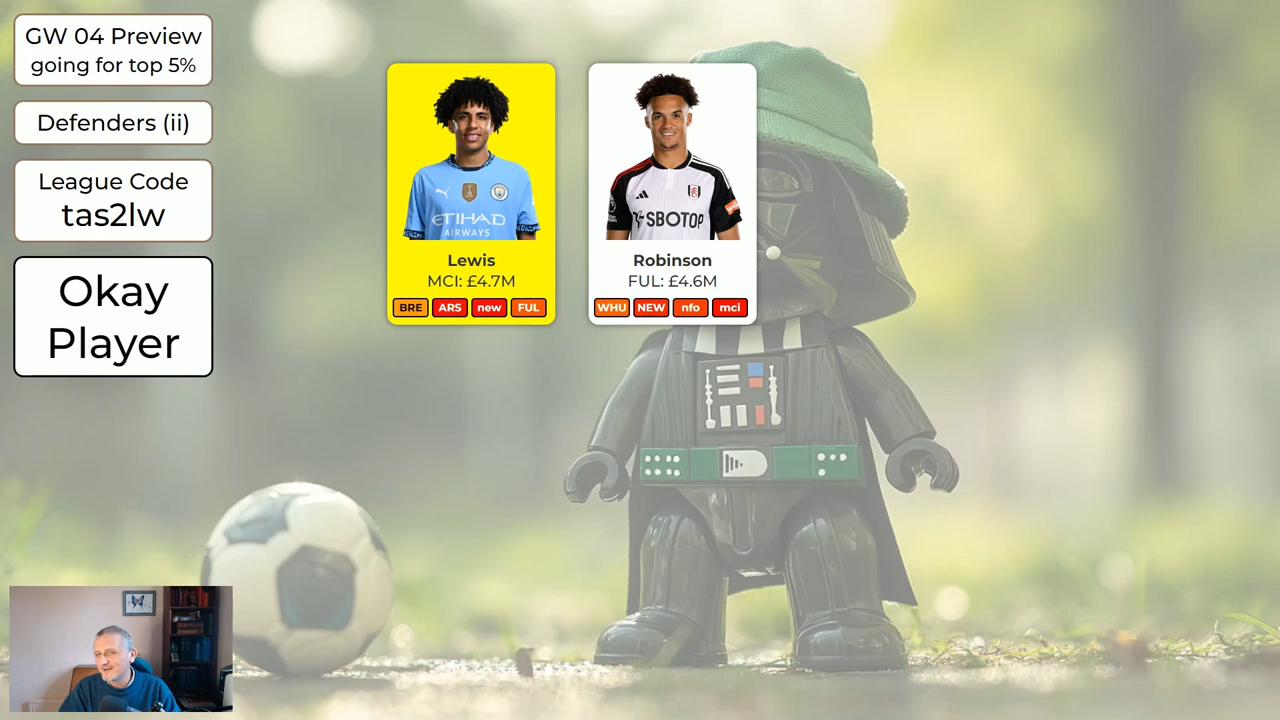 GW 04 Preview
going for top 5%
Defenders (ii)
League Code
tas2lw
Okay
Player
ETIHAD
AIRWAYS
Lewis
MCI: £4.7M
BRE ARS new FUL
SBOTOP
Robinson
FUL: £4.6M
WHU NEW nfo mci